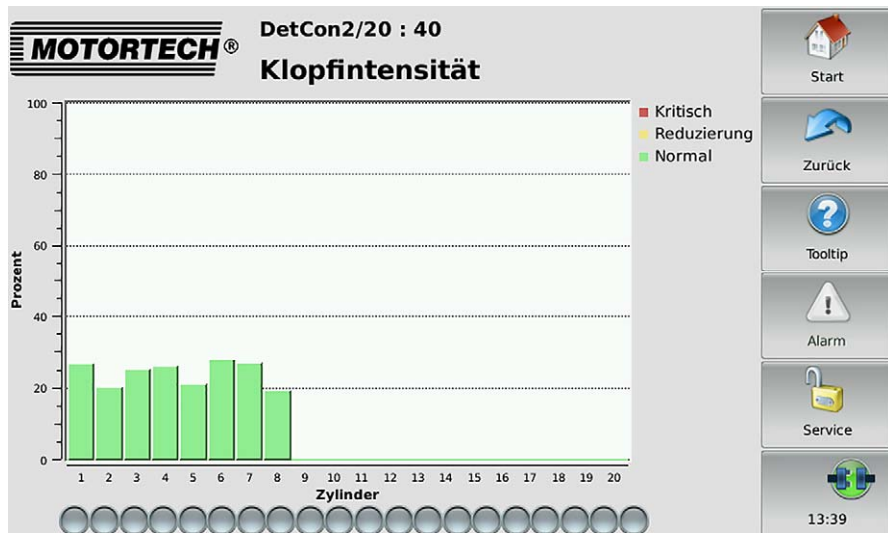 MOTORTECH®
DetCon2/20 : 40
Klopfintensität
Start
Zurück
Tooltip
Alarm
Service
13:39
Kritisch
Reduzierung
Normal
Prozent
100
80
60
40
20
0
1 2 3 4 5 6 7 8 9 10 11 12 13 14 15 16 17 18 19 20
Zylinder